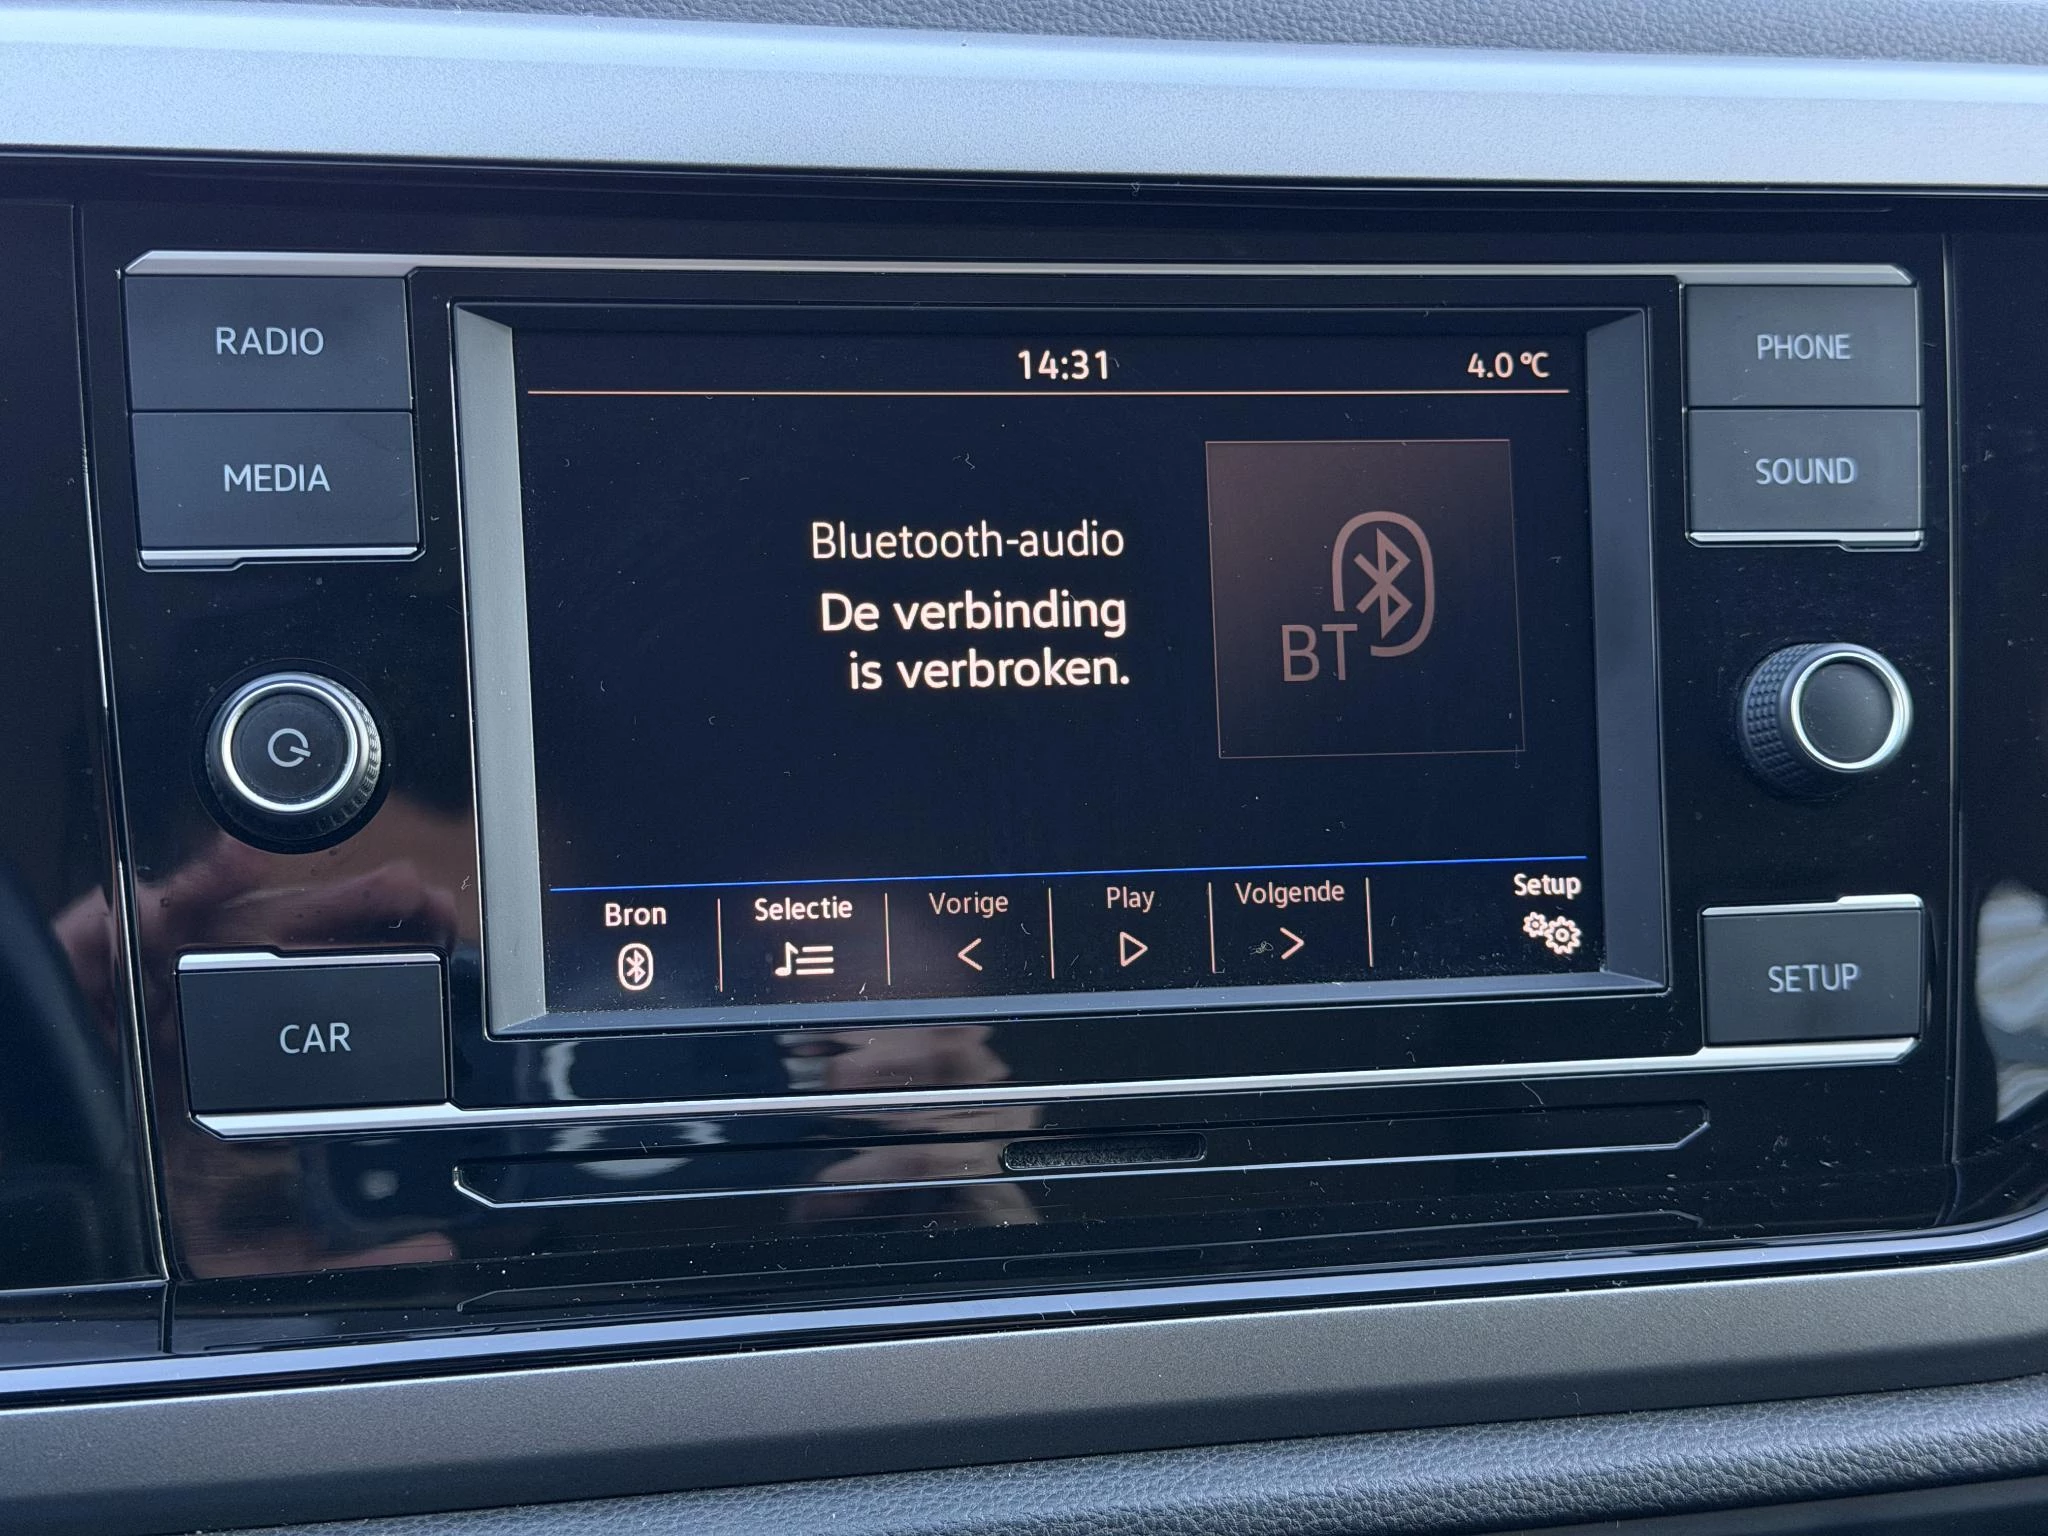 RADIO
MEDIA
CAR
14:31
4.0 °C
Bluetooth-audio
De verbinding
is verbroken.
BT
Bron
Selectie
Vorige
Play
Volgende
Setup
PHONE
SOUND
SETUP